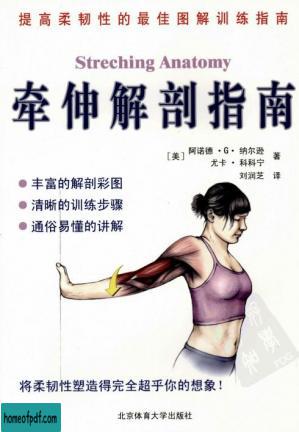 提高柔韧性的最佳图解训练指南
Streching Anatomy
牵伸解剖指南
[美] 阿诺德·G·纳尔逊 著
尤卡·科科宁
刘润芝 译
● 丰富的解剖彩图
● 清晰的训练步骤
● 通俗易懂的讲解
将柔韧性塑造得完全超乎你的想象！
北京体育大学出版社
homeofpdf.com